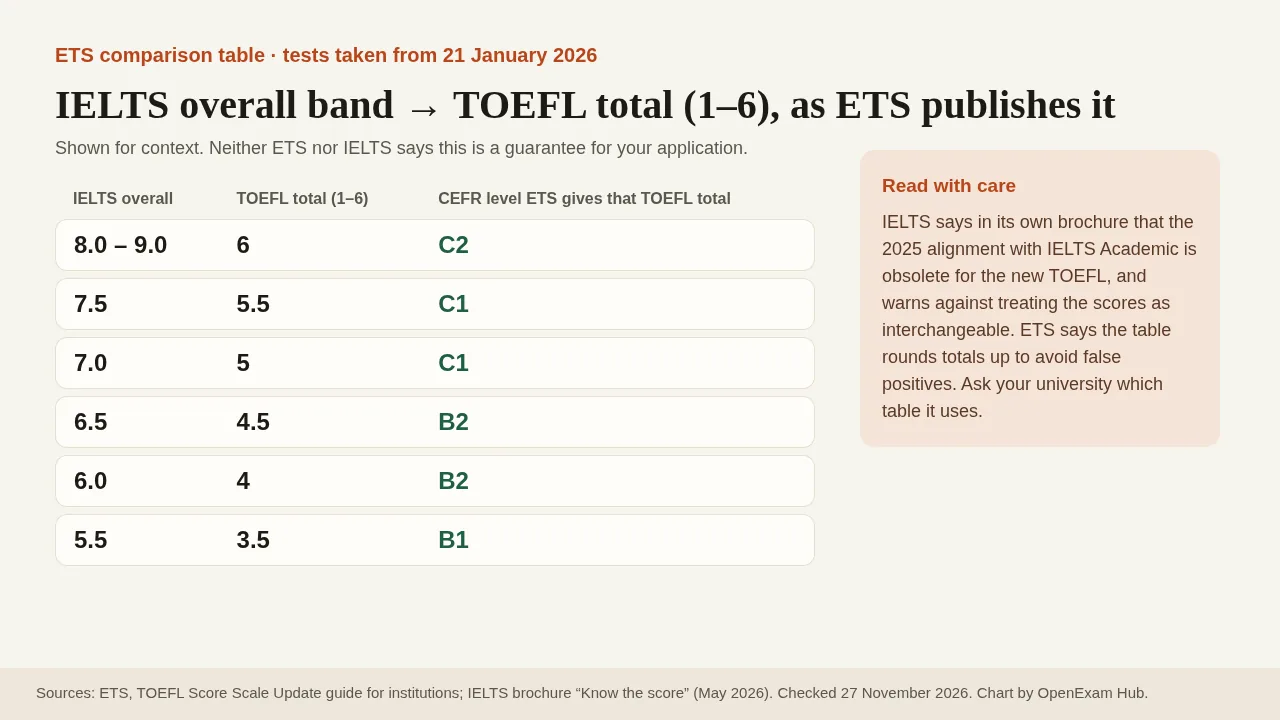 ETS comparison table · tests taken from 21 January 2026
IELTS overall band → TOEFL total (1–6), as ETS publishes it
Shown for context. Neither ETS nor IELTS says this is a guarantee for your application.
IELTS overall TOEFL total (1–6) CEFR level ETS gives that TOEFL total
8.0 – 9.0 6 C2
7.5 5.5 C1
7.0 5 C1
6.5 4.5 B2
6.0 4 B2
5.5 3.5 B1
Read with care
IELTS says in its own brochure that the
2025 alignment with IELTS Academic is
obsolete for the new TOEFL, and
warns against treating the scores as
interchangeable. ETS says the table
rounds totals up to avoid false
positives. Ask your university which
table it uses.
Sources: ETS, TOEFL Score Scale Update guide for institutions; IELTS brochure “Know the score” (May 2026). Checked 27 November 2026. Chart by OpenExam Hub.